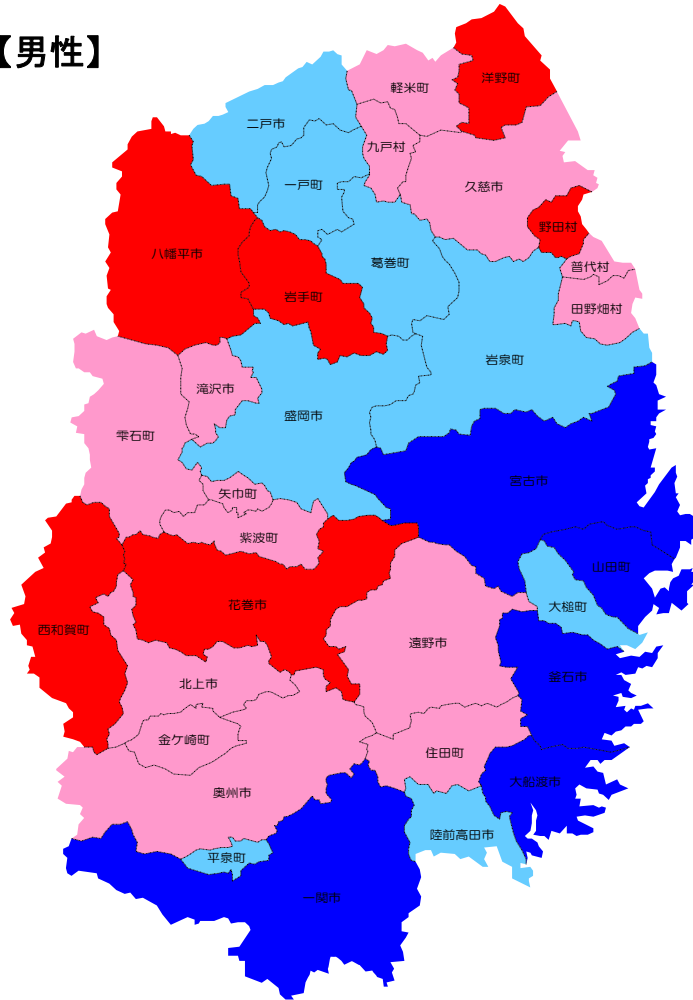 【男性】
洋野町
軽米町
二戸市
九戸村
一戸町
久慈市
野田村
八幡平市
葛巻町
普代村
岩手町
田野畑村
岩泉町
滝沢市
盛岡市
雫石町
宮古市
矢巾町
紫波町
山田町
花巻市
大槌町
西和賀町
遠野市
釜石市
北上市
金ケ崎町
住田町
大船渡市
奥州市
陸前高田市
平泉町
一関市